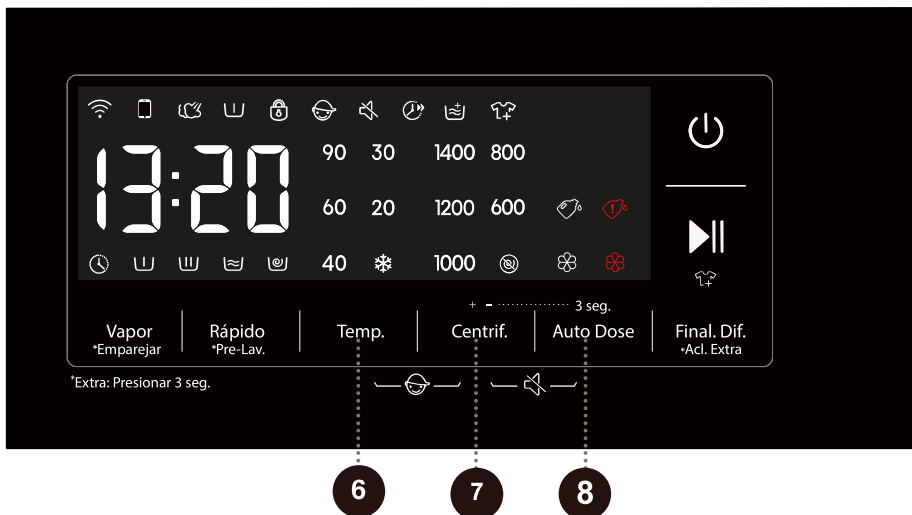 13:20
90 30 1400 800
60 20 1200 600
40 1000
+ - 3 seg.
Vapor Rápido Temp. Centrif. Auto Dose Final. Dif.
*Emparejar *Pre-Lav. *Acl. Extra
*Extra: Presionar 3 seg.
6 7 8